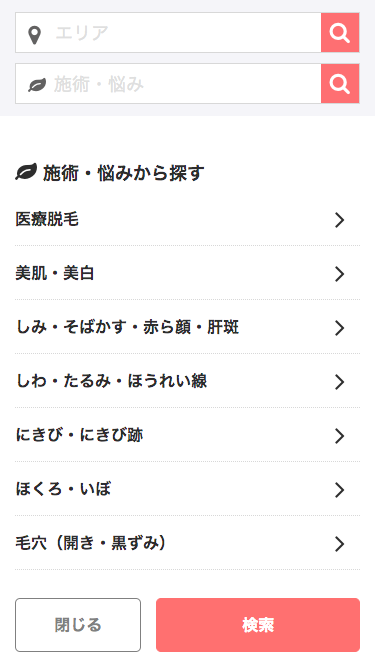 エリア
施術・悩み
施術・悩みから探す
医療脱毛
美肌・美白
しみ・そばかす・赤ら顔・肝斑
しわ・たるみ・ほうれい線
にきび・にきび跡
ほくろ・いぼ
毛穴（開き・黒ずみ）
閉じる
検索